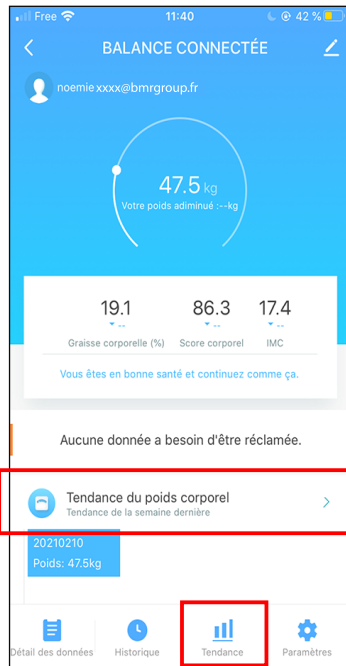 Free 11:40 42 %
BALANCE CONNECTÉE
noemie xxxx@bmrgroup.fr
47.5 kg
Votre poids adiminué :--kg
19.1 86.3 17.4
-- -- --
Graisse corporelle (%) Score corporel IMC
Vous êtes en bonne santé et continuez comme ça.
Aucune donnée a besoin d'être réclamée.
Tendance du poids corporel
Tendance de la semaine dernière
20210210
Poids: 47.5kg
Détail des données Historique Tendance Paramètres